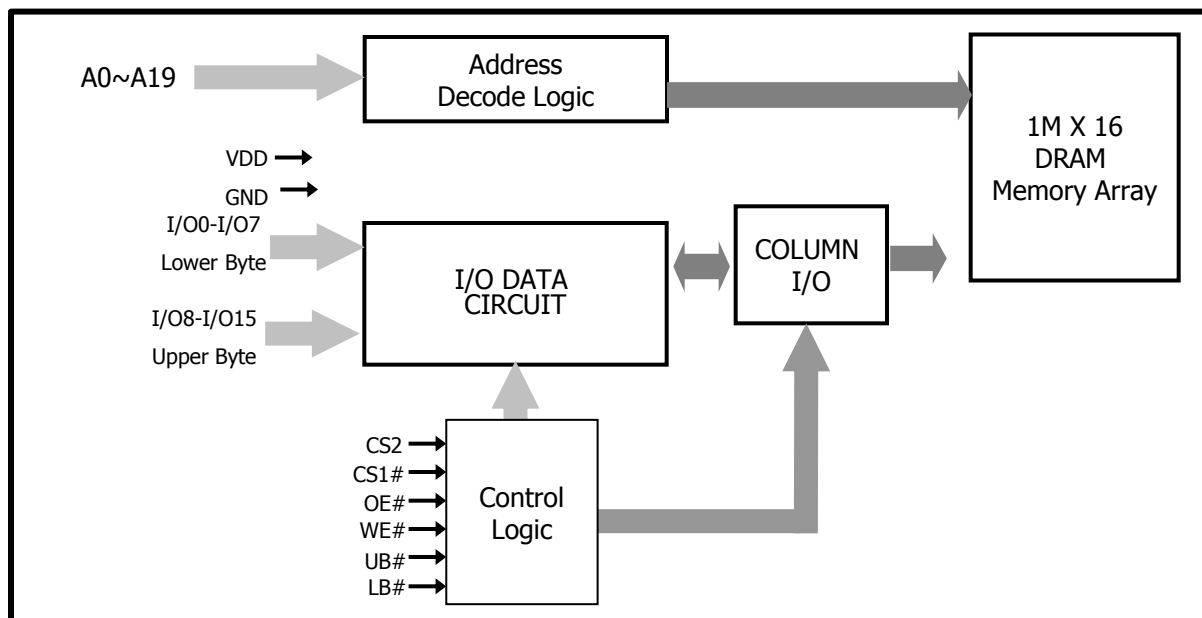 A0~A19
Address
Decode Logic
1M X 16
DRAM
Memory Array
VDD
GND
I/O0-I/O7
Lower Byte
I/O8-I/O15
Upper Byte
I/O DATA
CIRCUIT
COLUMN
I/O
CS2
CS1#
OE#
WE#
UB#
LB#
Control
Logic